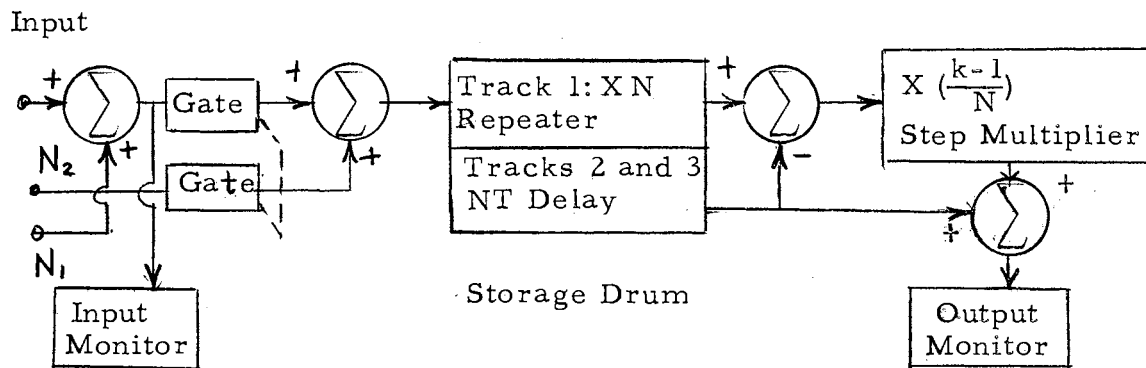 Input
+
Σ
+
Gate
+
Σ
+
N₂
Gate
N₁
Input
Monitor
Track 1: X N
Repeater
Tracks 2 and 3
NT Delay
Storage Drum
+
Σ
-
X (k-1/N)
Step Multiplier
+
Σ
+
Output
Monitor